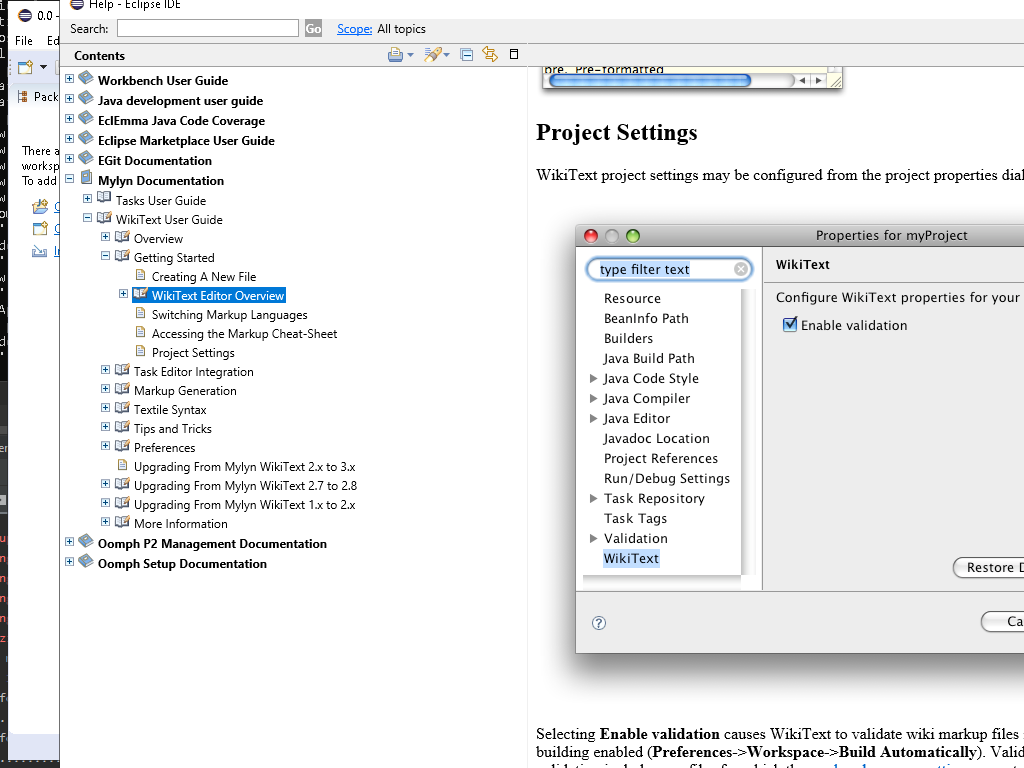 0.0 -
Help - Eclipse IDE
File
Search:
Go
Scope: All topics
Contents
Workbench User Guide
Java development user guide
EclEmma Java Code Coverage
Eclipse Marketplace User Guide
EGit Documentation
Mylyn Documentation
Tasks User Guide
WikiText User Guide
Overview
Getting Started
Creating A New File
WikiText Editor Overview
Switching Markup Languages
Accessing the Markup Cheat-Sheet
Project Settings
Task Editor Integration
Markup Generation
Textile Syntax
Tips and Tricks
Preferences
Upgrading From Mylyn WikiText 2.x to 3.x
Upgrading From Mylyn WikiText 2.7 to 2.8
Upgrading From Mylyn WikiText 1.x to 2.x
More Information
Oomph P2 Management Documentation
Oomph Setup Documentation
There
To add
pre. Pre-formatted
Project Settings
WikiText project settings may be configured from the project properties
Properties for myProject
type filter text
Resource
BeanInfo Path
Builders
Java Build Path
Java Code Style
Java Compiler
Java Editor
Javadoc Location
Project References
Run/Debug Settings
Task Repository
Task Tags
Validation
WikiText
WikiText
Configure WikiText properties for your
Enable validation
Restore
?
Selecting Enable validation causes WikiText to validate wiki markup files
building enabled (Preferences->Workspace->Build Automatically).